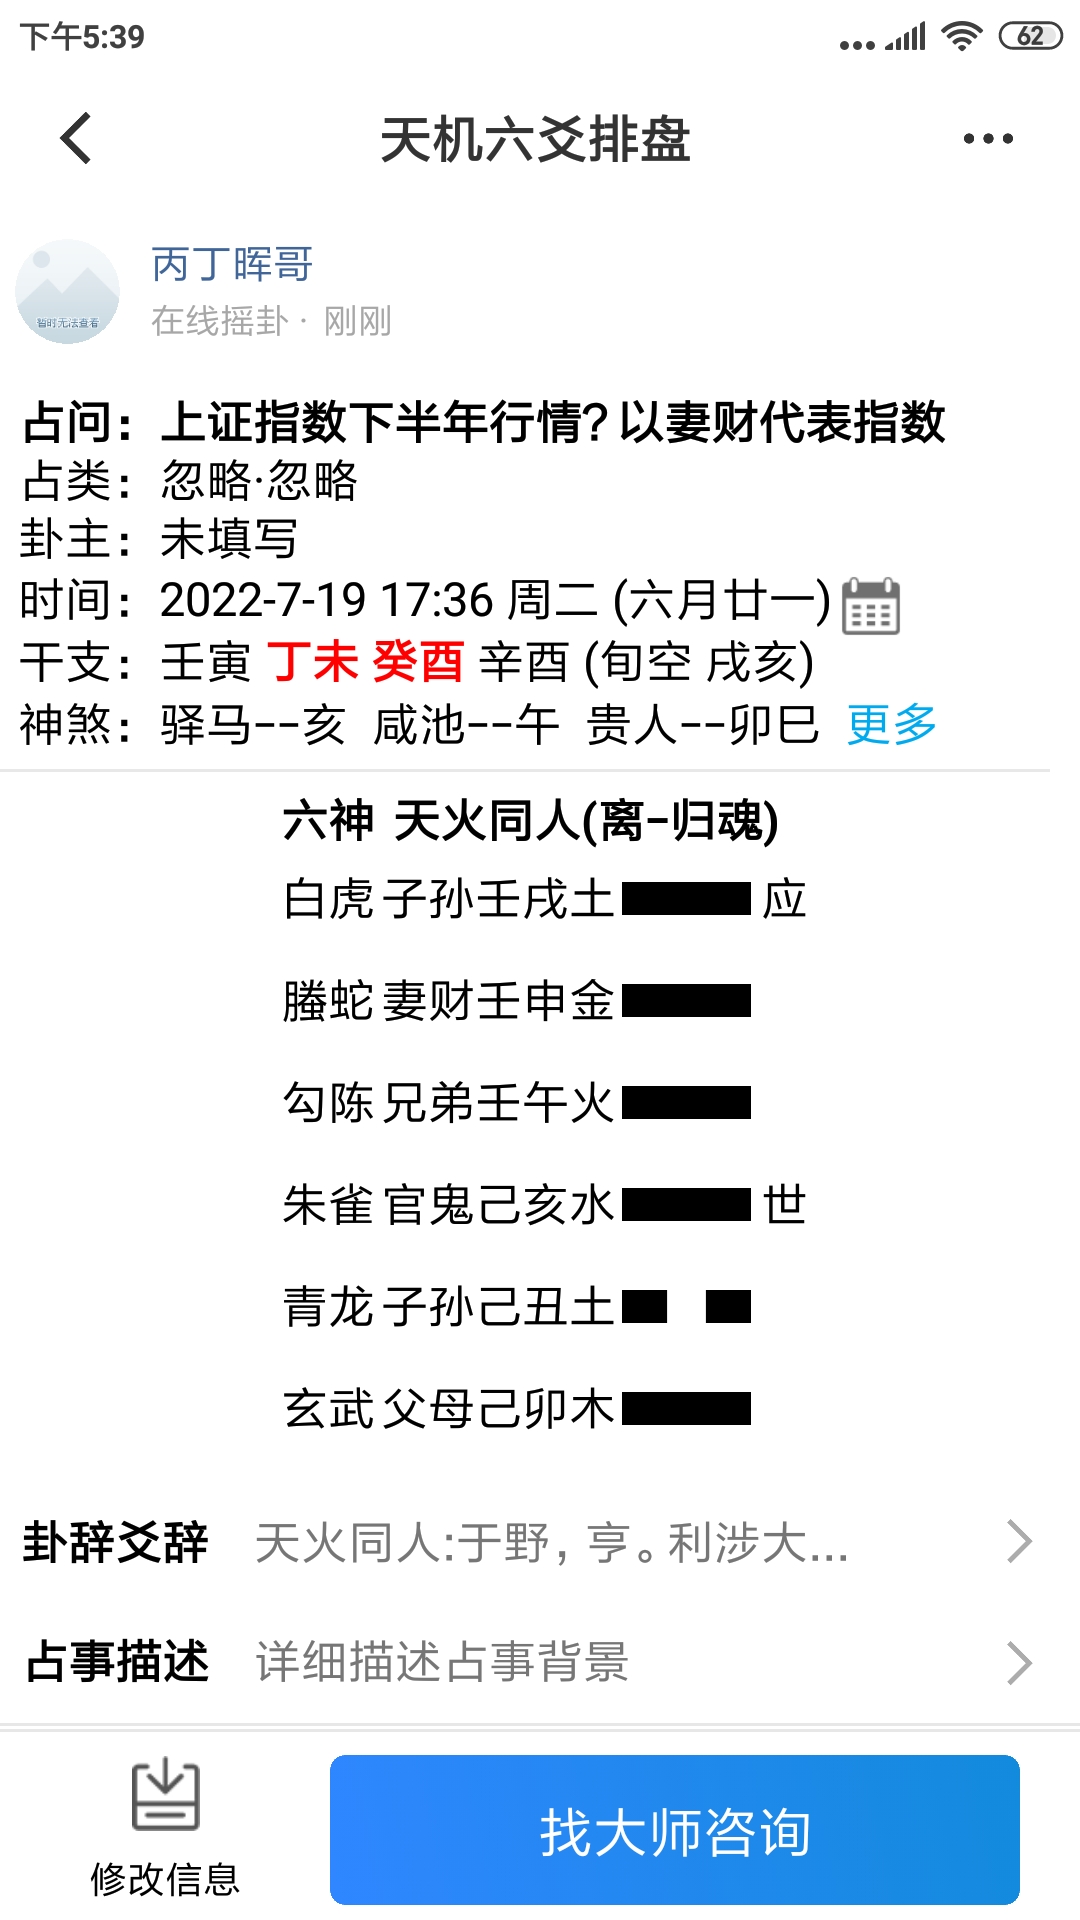 下午5:39
62
天机六爻排盘
暂时无法查看
丙丁晖哥
在线摇卦 · 刚刚
占问：上证指数下半年行情？以妻财代表指数
占类：忽略·忽略
卦主：未填写
时间：2022-7-19 17:36 周二 (六月廿一)
干支：壬寅 丁未 癸酉 辛酉 (旬空 戌亥)
神煞：驿马--亥 咸池--午 贵人--卯巳 更多
六神 天火同人(离-归魂)
白虎 子孙壬戌土 应
螣蛇 妻财壬申金
勾陈 兄弟壬午火
朱雀 官鬼己亥水 世
青龙 子孙己丑土
玄武 父母己卯木
卦辞爻辞 天火同人:于野，亨。利涉大...
占事描述 详细描述占事背景
修改信息
找大师咨询